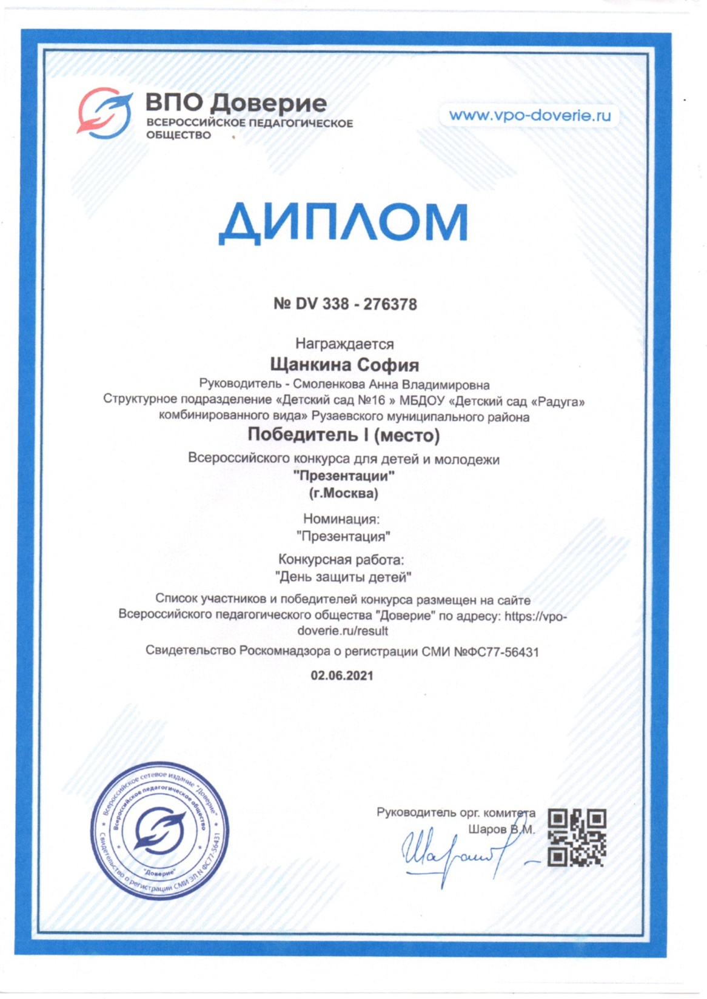 ВПО Доверие
ВСЕРОССИЙСКОЕ ПЕДАГОГИЧЕСКОЕ
ОБЩЕСТВО
www.vpo-doverie.ru
ДИПЛОМ
№ DV 338 - 276378
Награждается
Щанкина София
Руководитель - Смоленкова Анна Владимировна
Структурное подразделение «Детский сад №16 » МБДОУ «Детский сад «Радуга»
комбинированного вида» Рузаевского муниципального района
Победитель I (место)
Всероссийского конкурса для детей и молодежи
"Презентации"
(г.Москва)
Номинация:
"Презентация"
Конкурсная работа:
"День защиты детей"
Список участников и победителей конкурса размещен на сайте
Всероссийского педагогического общества "Доверие" по адресу: https://vpo-
doverie.ru/result
Свидетельство Роскомнадзора о регистрации СМИ №ФС77-56431
02.06.2021
Всероссийское сетевое издание "Доверие"
Свидетельство о регистрации СМИ ЭЛ N ФС77-56431
Всероссийское педагогическое общество
"Доверие"
Руководитель орг. комитета
Шаров В.М.